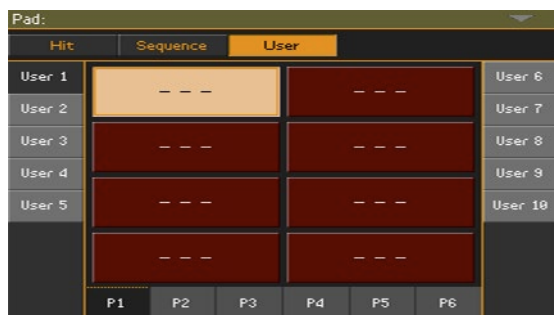 Pad:
Hit Sequence User
User 1 --- --- User 6
User 2 User 7
User 3 --- --- User 8
User 4 User 9
User 5 --- --- User 10
--- ---
P1 P2 P3 P4 P5 P6